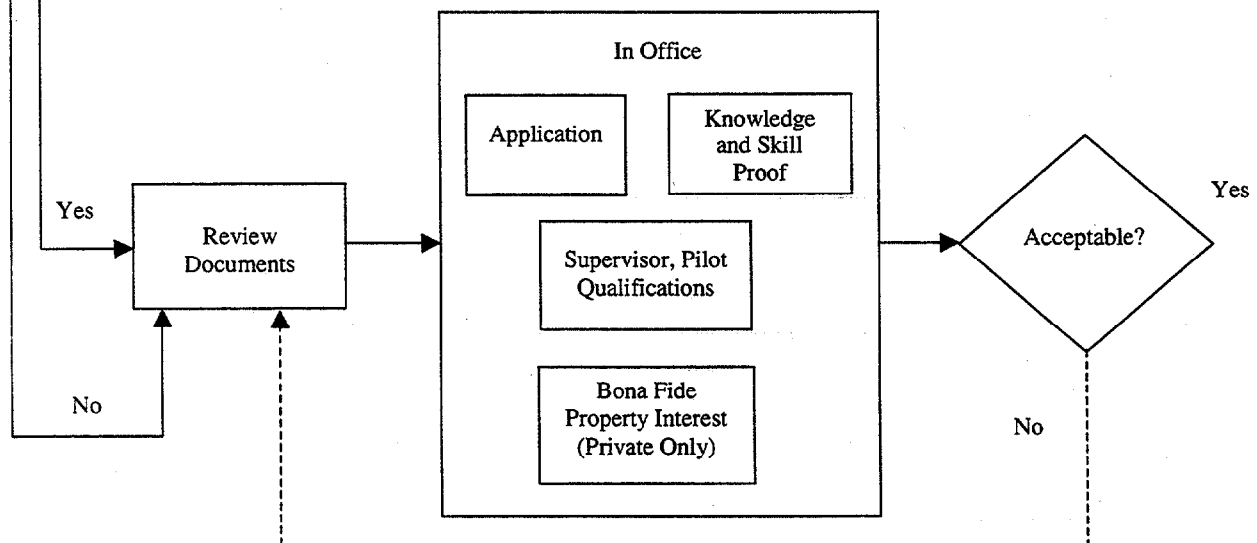 Yes
Review
Documents
No
In Office
Application
Knowledge
and Skill
Proof
Supervisor, Pilot
Qualifications
Bona Fide
Property Interest
(Private Only)
Acceptable?
Yes
No